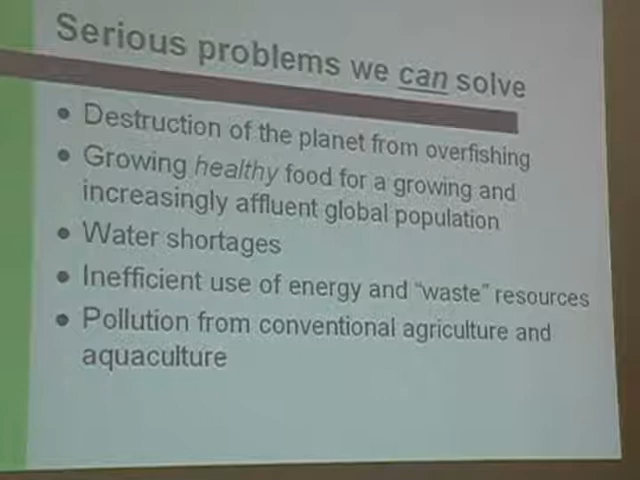 Serious problems we can solve
• Destruction of the planet from overfishing
• Growing healthy food for a growing and
increasingly affluent global population
• Water shortages
• Inefficient use of energy and “waste” resources
• Pollution from conventional agriculture and
aquaculture